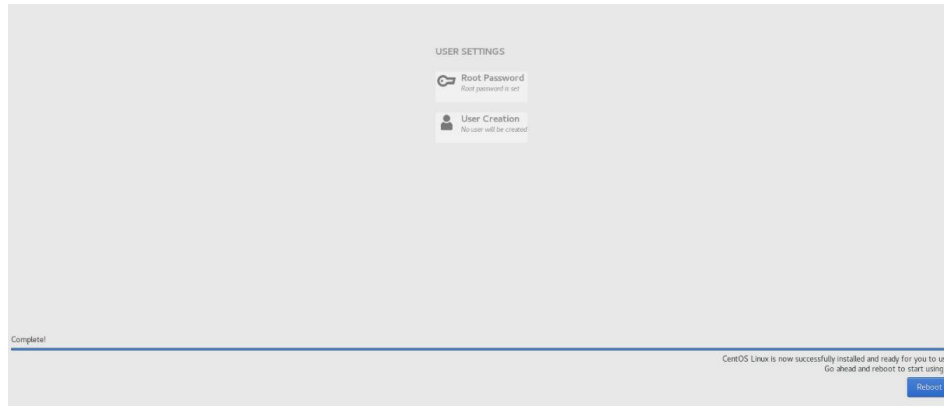 USER SETTINGS
Root Password
Root password is set
User Creation
No user will be created
Complete!
CentOS Linux is now successfully installed and ready for you to us
Go ahead and reboot to start using
Reboot